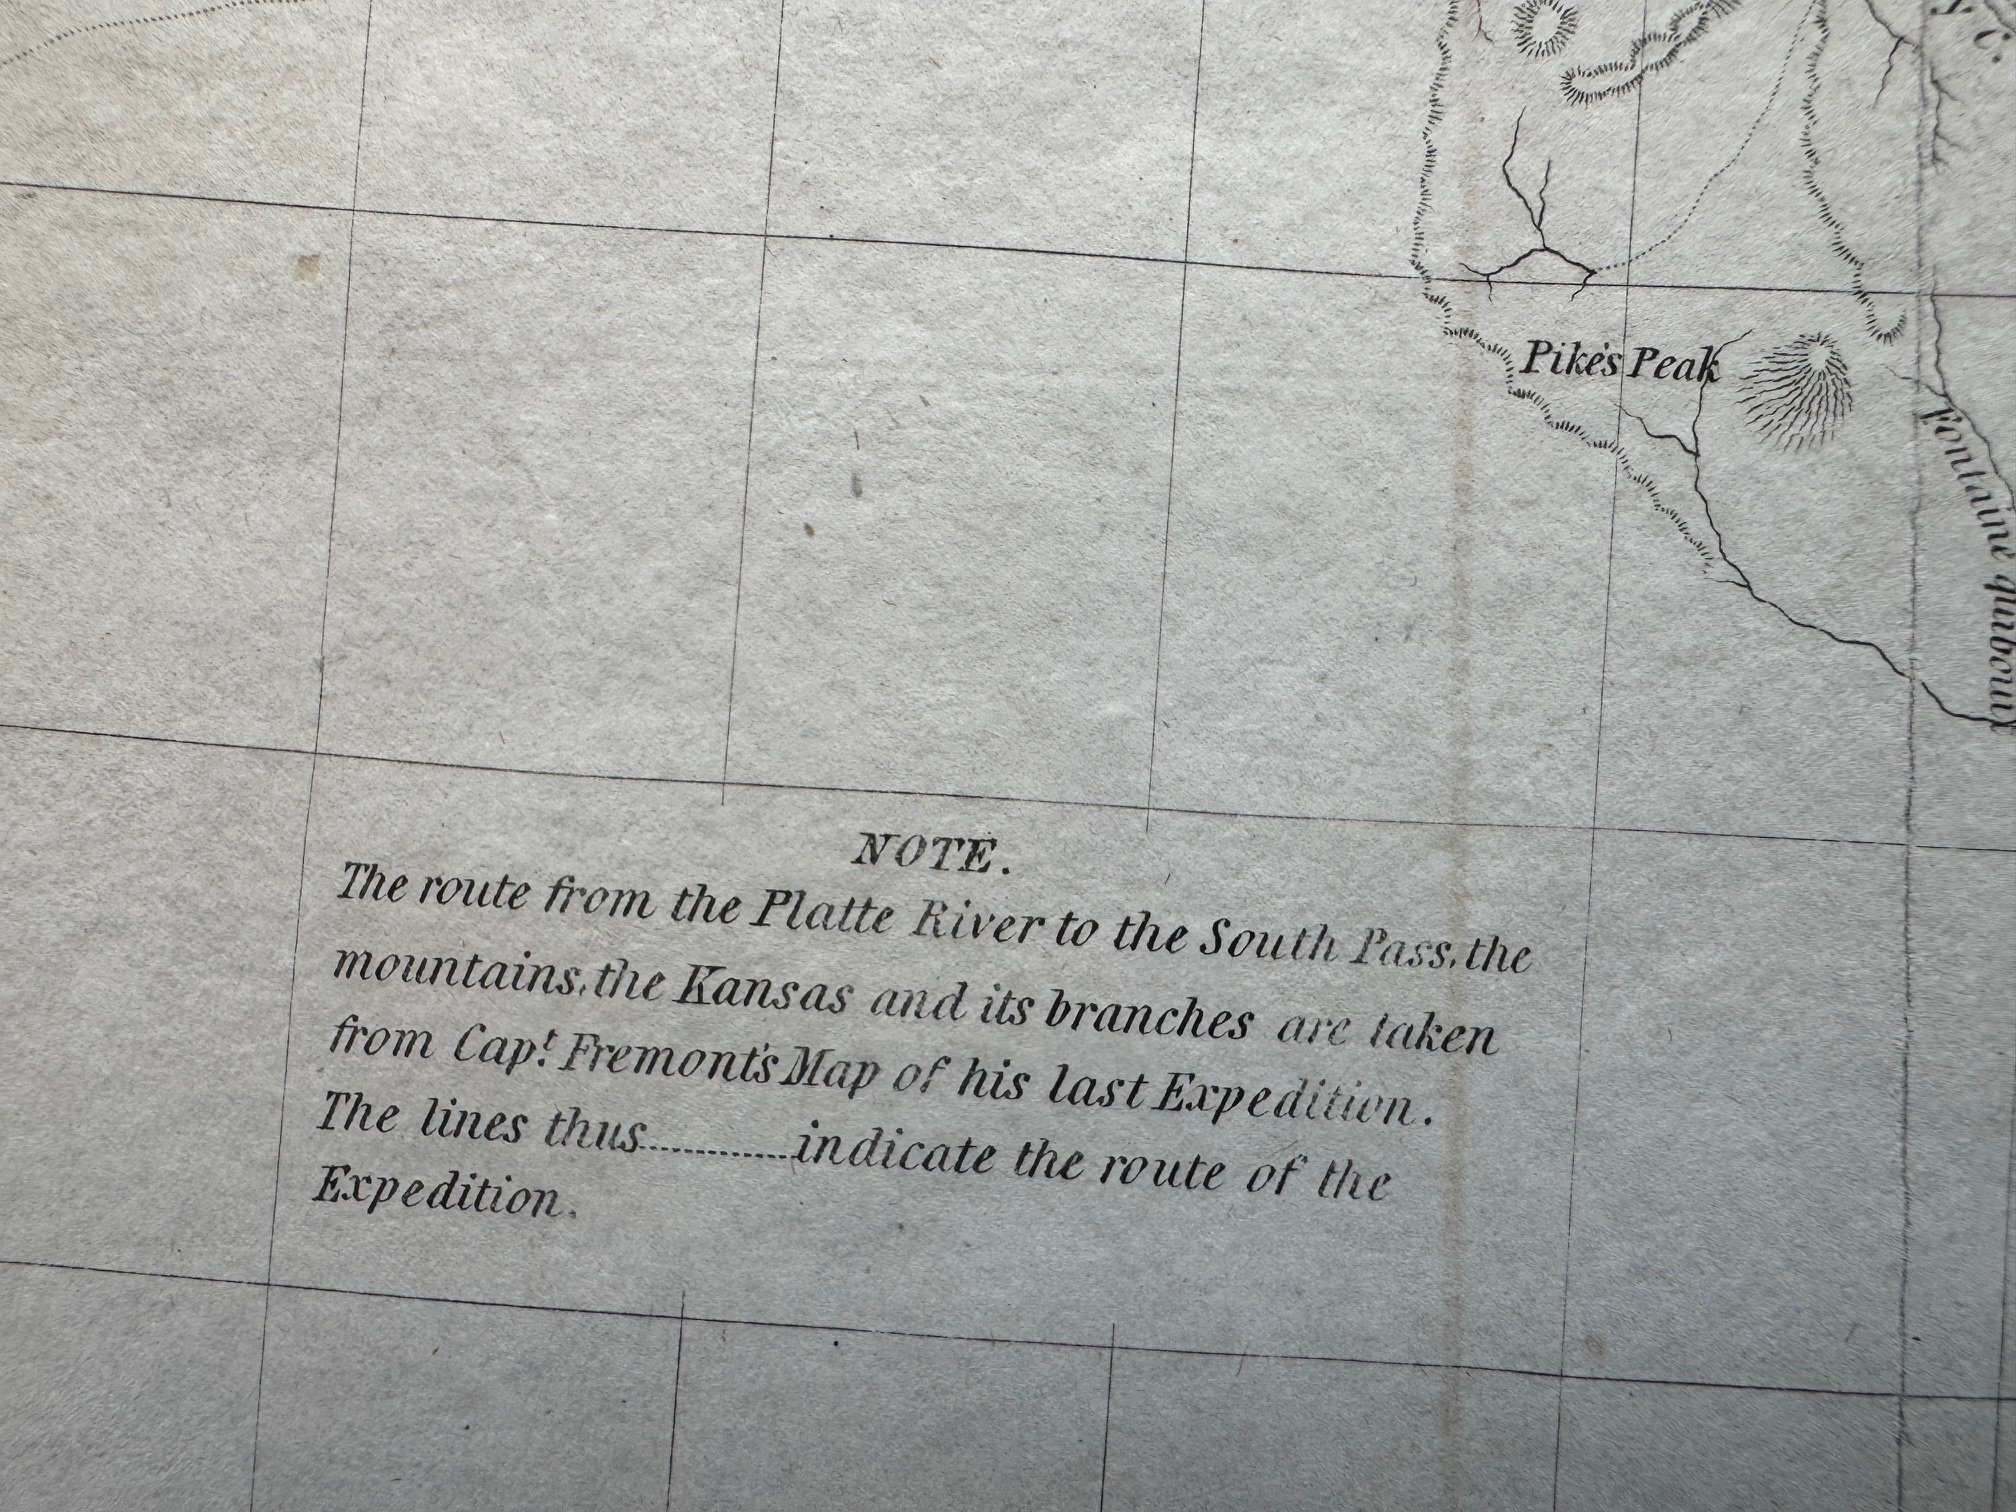 Pike's Peak
Fontaine quibouit
NOTE.
The route from the Platte River to the South Pass, the
mountains, the Kansas and its branches are taken
from Capt. Fremont's Map of his last Expedition.
The lines thus............indicate the route of the
Expedition.